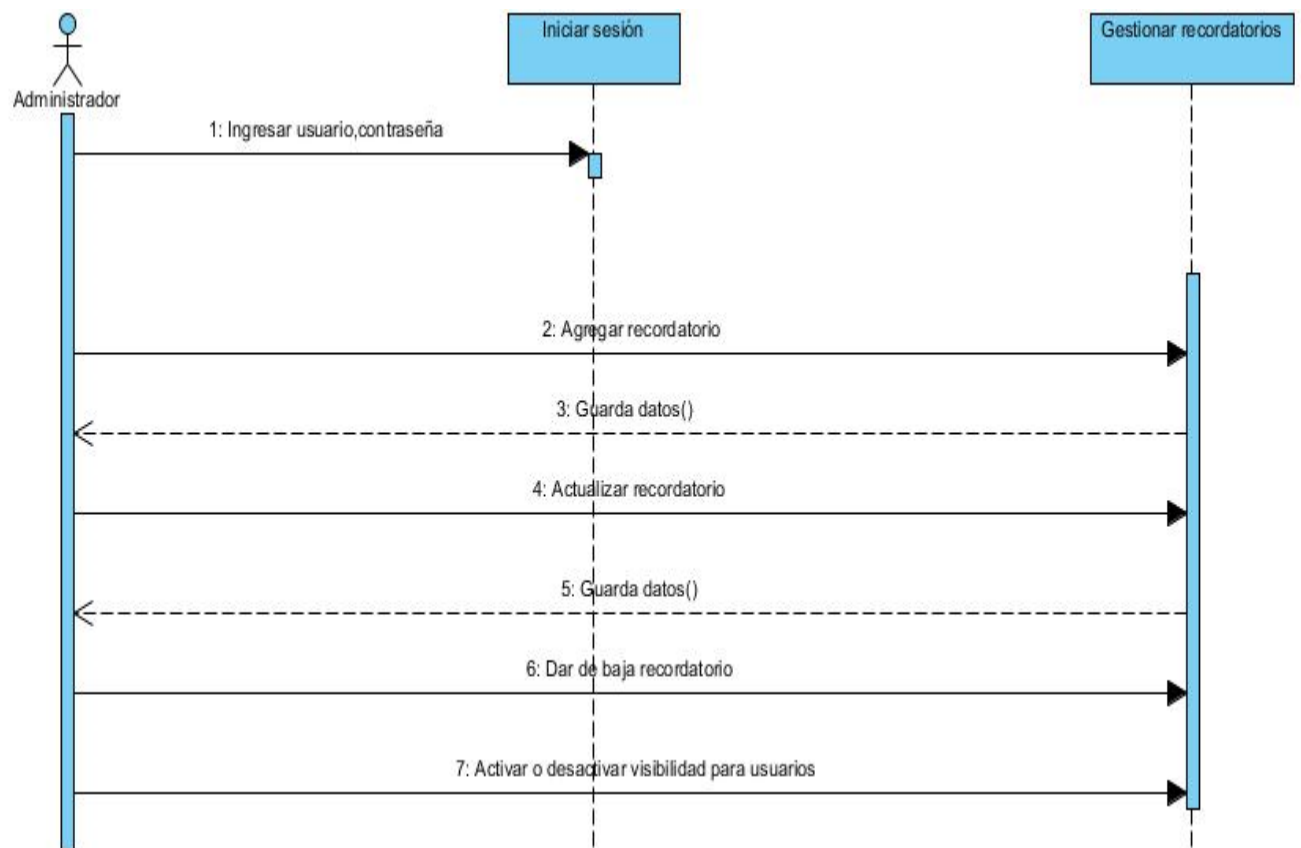 Iniciar sesión
Gestionar recordatorios
Administrador
1: Ingresar usuario,contraseña
2: Agregar recordatorio
3: Guarda datos()
4: Actualizar recordatorio
5: Guarda datos()
6: Dar de baja recordatorio
7: Activar o desactivar visibilidad para usuarios